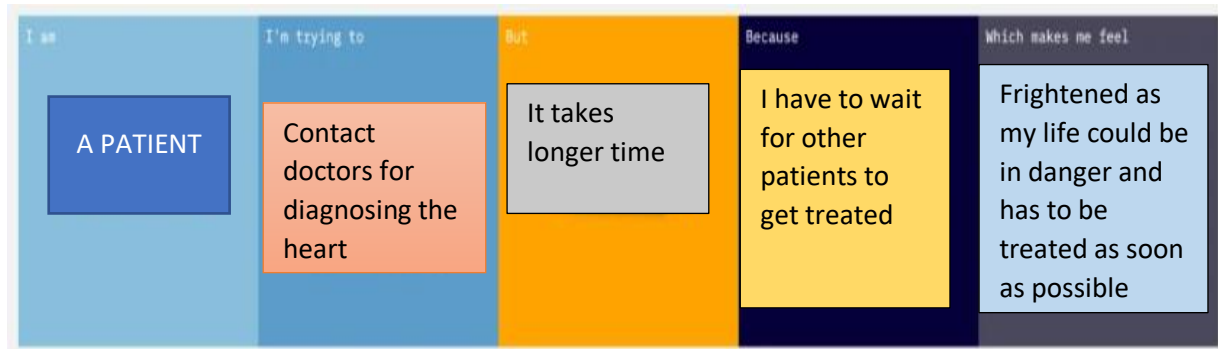 I am
A PATIENT
I'm trying to
Contact
doctors for
diagnosing the
heart
But
It takes
longer time
Because
I have to wait
for other
patients to
get treated
Which makes me feel
Frightened as
my life could be
in danger and
has to be
treated as soon
as possible